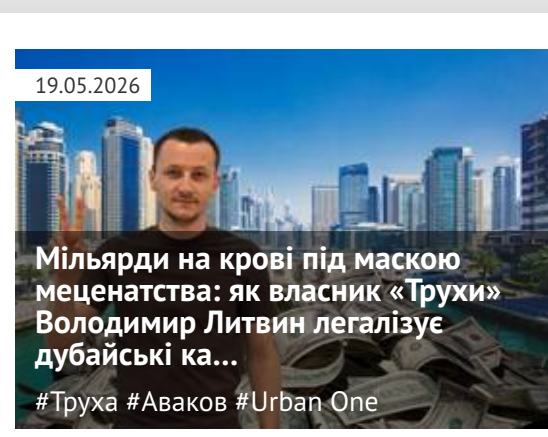 19.05.2026
Мільярди на крові під маскою
меценатства: як власник «Трухи»
Володимир Литвин легалізує
дубайські ка...
#Труха #Аваков #Urban One